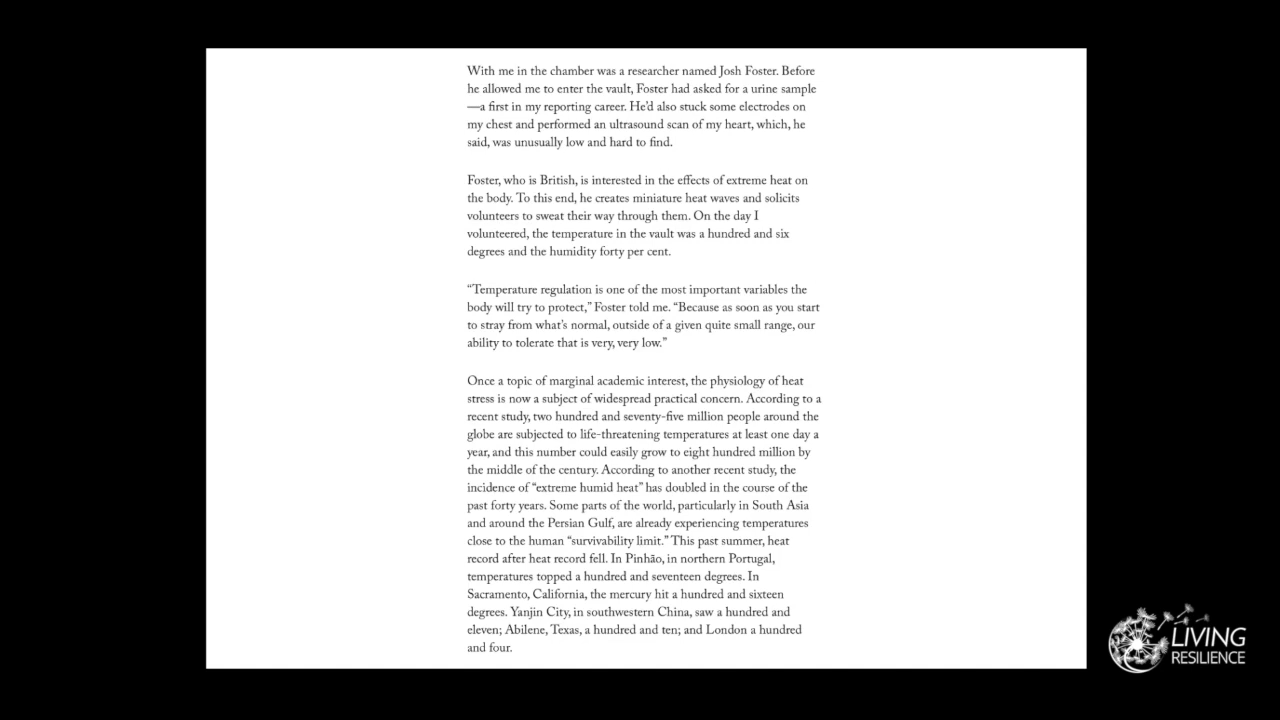 With me in the chamber was a researcher named Josh Foster. Before
he allowed me to enter the vault, Foster had asked for a urine sample
—a first in my reporting career. He'd also stuck some electrodes on
my chest and performed an ultrasound scan of my heart, which, he
said, was unusually low and hard to find.
Foster, who is British, is interested in the effects of extreme heat on
the body. To this end, he creates miniature heat waves and solicits
volunteers to sweat their way through them. On the day I
volunteered, the temperature in the vault was a hundred and six
degrees and the humidity forty per cent.
“Temperature regulation is one of the most important variables the
body will try to protect,” Foster told me. “Because as soon as you start
to stray from what's normal, outside of a given quite small range, our
ability to tolerate that is very, very low.”
Once a topic of marginal academic interest, the physiology of heat
stress is now a subject of widespread practical concern. According to a
recent study, two hundred and seventy-five million people around the
globe are subjected to life-threatening temperatures at least one day a
year, and this number could easily grow to eight hundred million by
the middle of the century. According to another recent study, the
incidence of “extreme humid heat” has doubled in the course of the
past forty years. Some parts of the world, particularly in South Asia
and around the Persian Gulf, are already experiencing temperatures
close to the human “survivability limit.” This past summer, heat
record after heat record fell. In Pinhão, in northern Portugal,
temperatures topped a hundred and seventeen degrees. In
Sacramento, California, the mercury hit a hundred and sixteen
degrees. Yanjin City, in southwestern China, saw a hundred and
eleven; Abilene, Texas, a hundred and ten; and London a hundred
and four.
LIVING
RESILIENCE